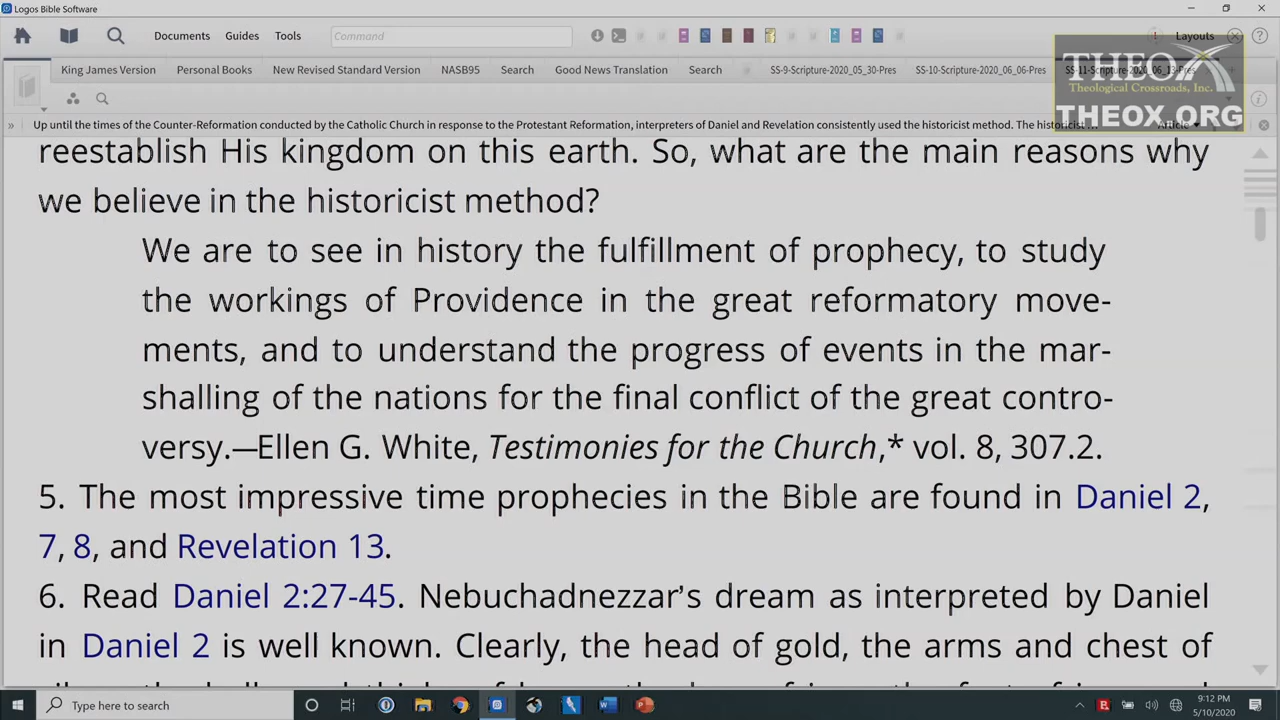 Logos Bible Software
Documents Guides Tools Command Layouts
THEOX
Theological Crossroads, Inc.
THEOX.ORG
King James Version Personal Books New Revised Standard NASB95 Search Good News Translation Search SS-9-Scripture-2020_05_30-Pres SS-10-Scripture-2020_06_06-Pres SS-11-Scripture-2020_06_13-Pres
Up until the times of the Counter-Reformation conducted by the Catholic Church in response to the Protestant Reformation, interpreters of Daniel and Revelation consistently used the historicist method. The historicist ... Article
reestablish His kingdom on this earth. So, what are the main reasons why
we believe in the historicist method?
We are to see in history the fulfillment of prophecy, to study
the workings of Providence in the great reformatory move-
ments, and to understand the progress of events in the mar-
shalling of the nations for the final conflict of the great contro-
versy.—Ellen G. White, Testimonies for the Church,* vol. 8, 307.2.
5. The most impressive time prophecies in the Bible are found in Daniel 2,
7, 8, and Revelation 13.
6. Read Daniel 2:27-45. Nebuchadnezzar's dream as interpreted by Daniel
in Daniel 2 is well known. Clearly, the head of gold, the arms and chest of
Type here to search
9:12 PM
5/10/2020